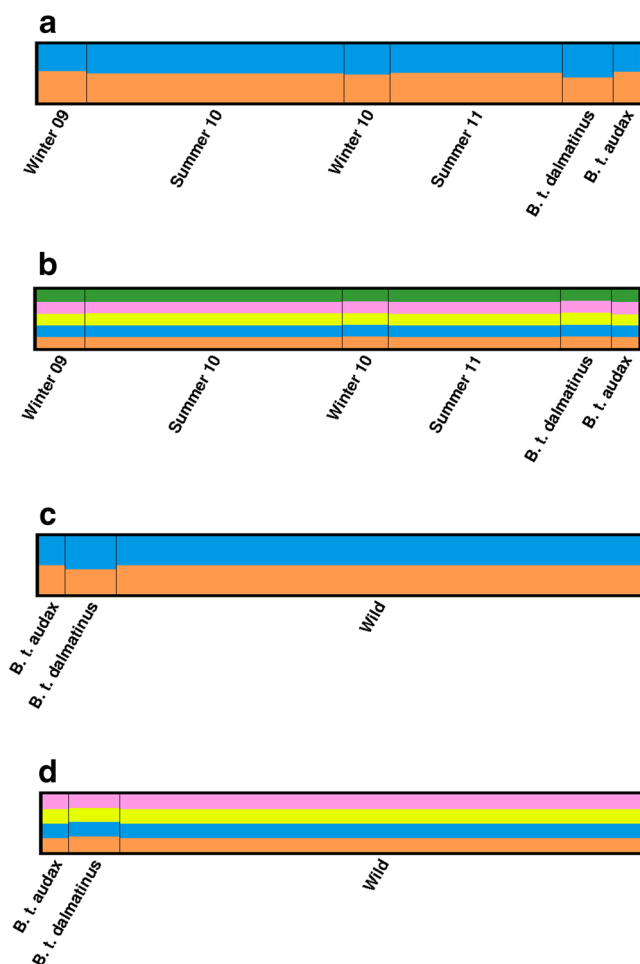 a
Winter 09
Summer 10
Winter 10
Summer 11
B. t. dalmatinus
B. t. audax
b
Winter 09
Summer 10
Winter 10
Summer 11
B. t. dalmatinus
B. t. audax
c
B. t. audax
B. t. dalmatinus
Wild
d
B. t. audax
B. t. dalmatinus
Wild